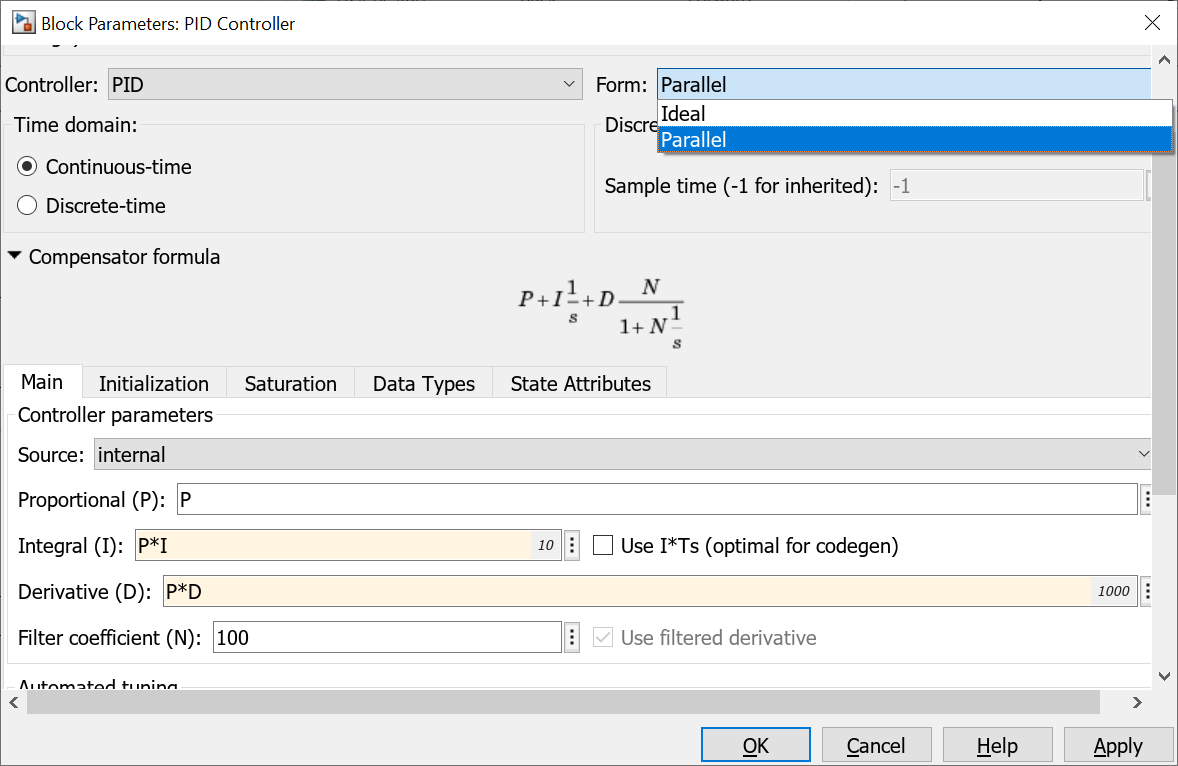 Block Parameters: PID Controller
Controller: PID Form: Parallel
Ideal
Parallel
Time domain:
Continuous-time
Discrete-time
Discre
Sample time (-1 for inherited): -1
Compensator formula
P + I 1/s + D N/(1 + N 1/s)
Main Initialization Saturation Data Types State Attributes
Controller parameters
Source: internal
Proportional (P): P
Integral (I): P*I 10 Use I*Ts (optimal for codegen)
Derivative (D): P*D 1000
Filter coefficient (N): 100 Use filtered derivative
Automated tuning
OK Cancel Help Apply